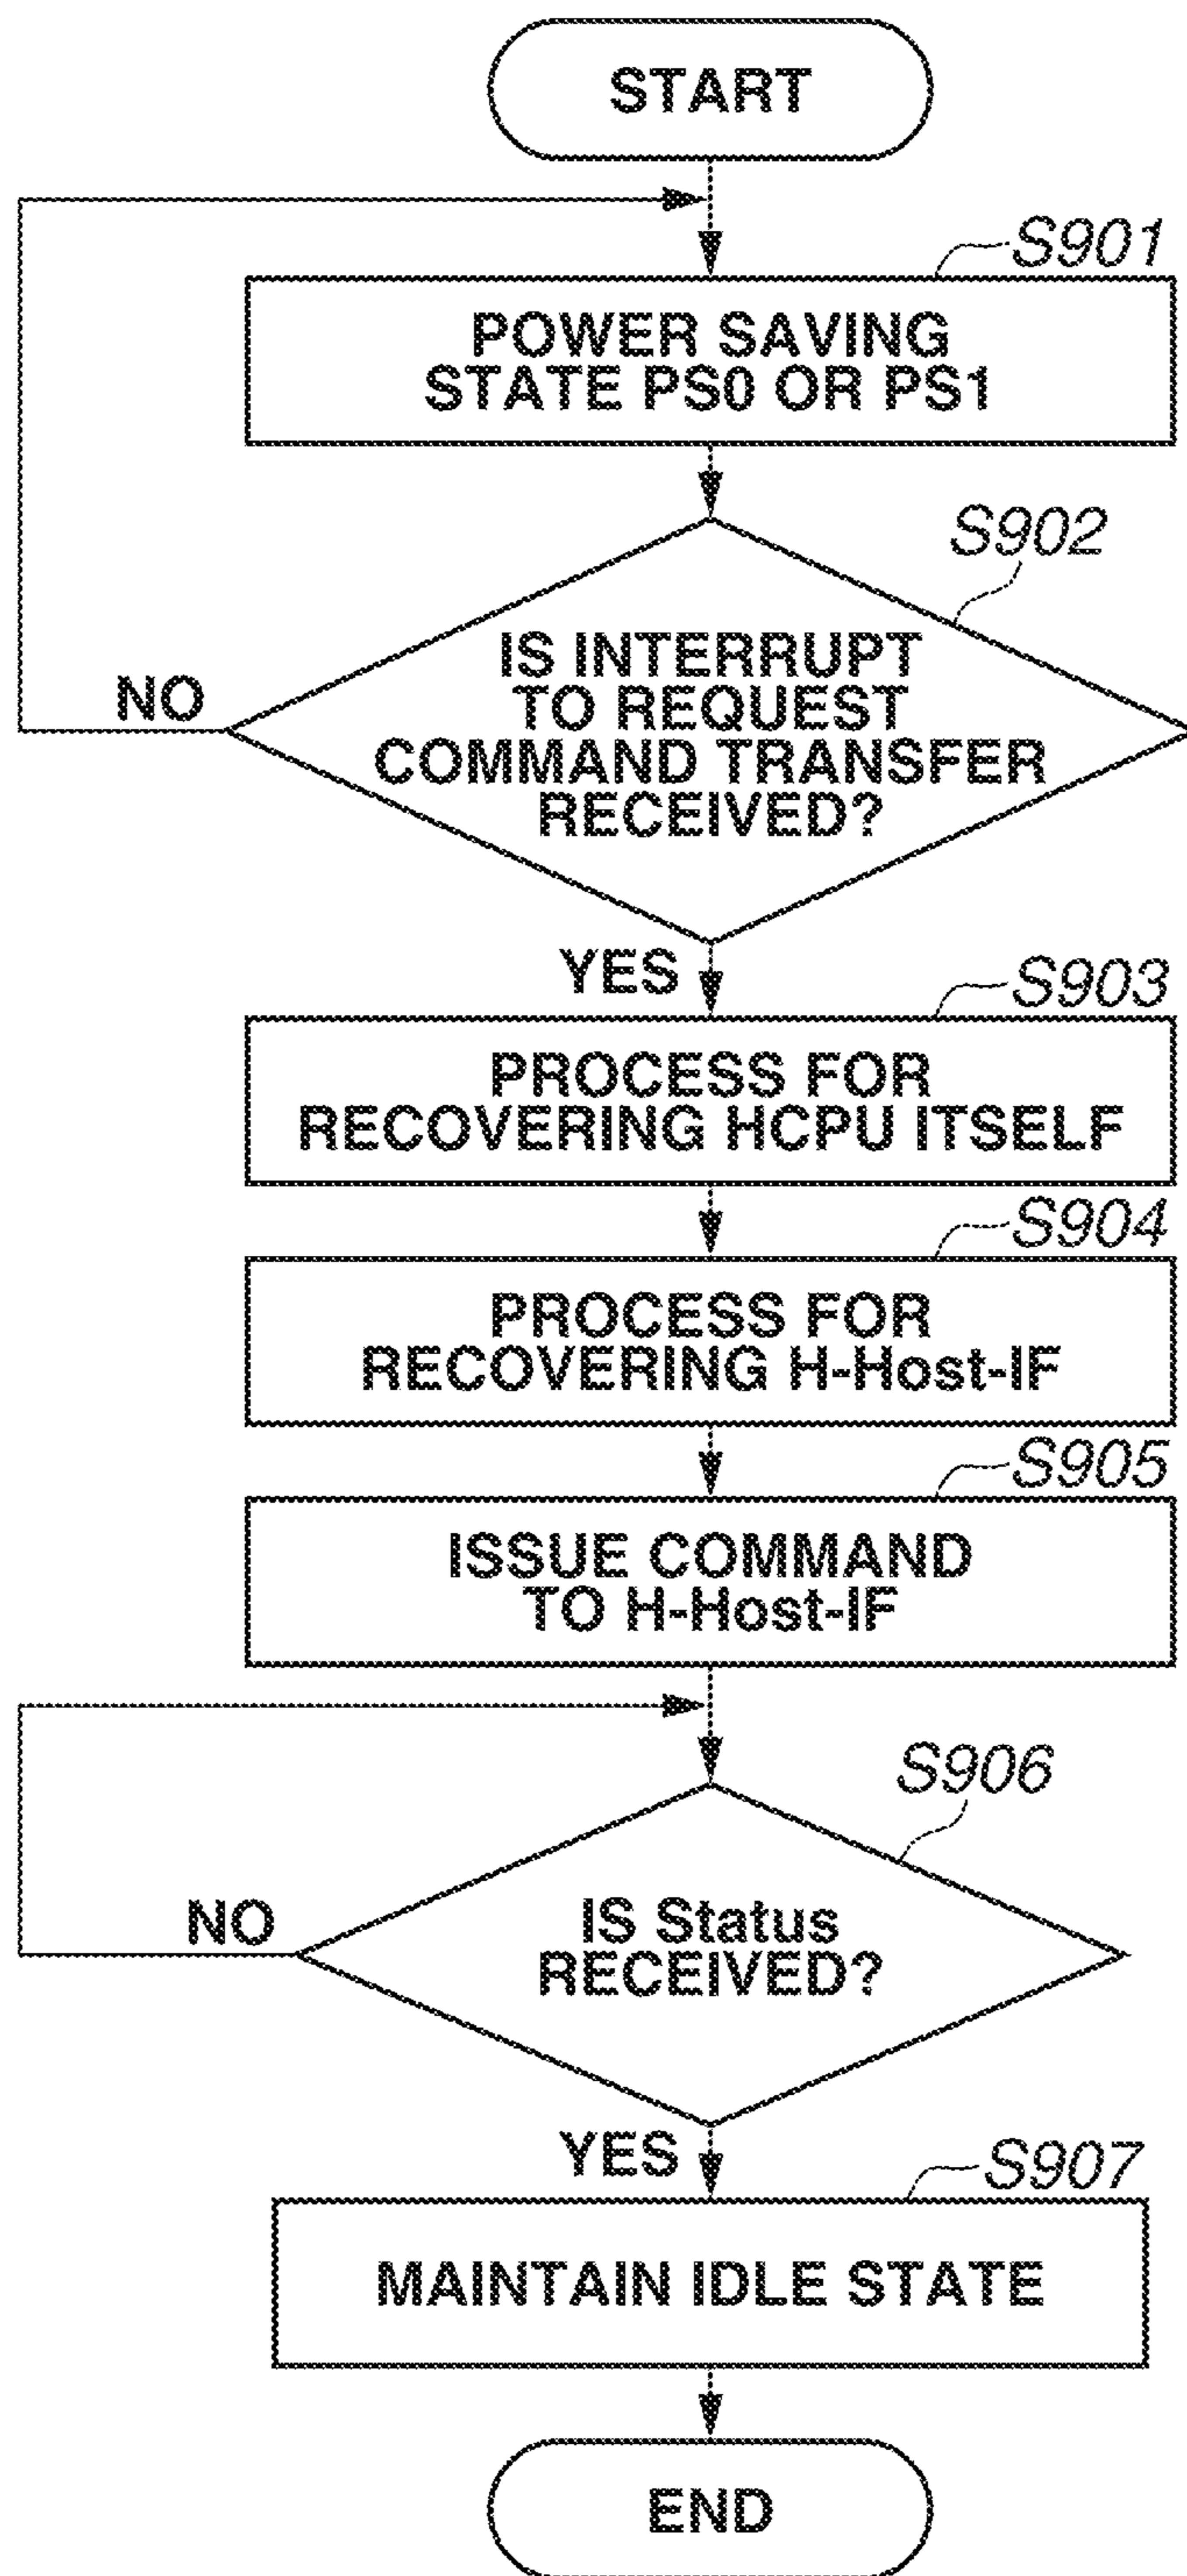 START
S901
POWER SAVING
STATE PS0 OR PS1
S902
IS INTERRUPT
TO REQUEST
COMMAND TRANSFER
RECEIVED?
NO
YES
S903
PROCESS FOR
RECOVERING HCPU ITSELF
S904
PROCESS FOR
RECOVERING H-Host-IF
S905
ISSUE COMMAND
TO H-Host-IF
S906
IS Status
RECEIVED?
NO
YES
S907
MAINTAIN IDLE STATE
END